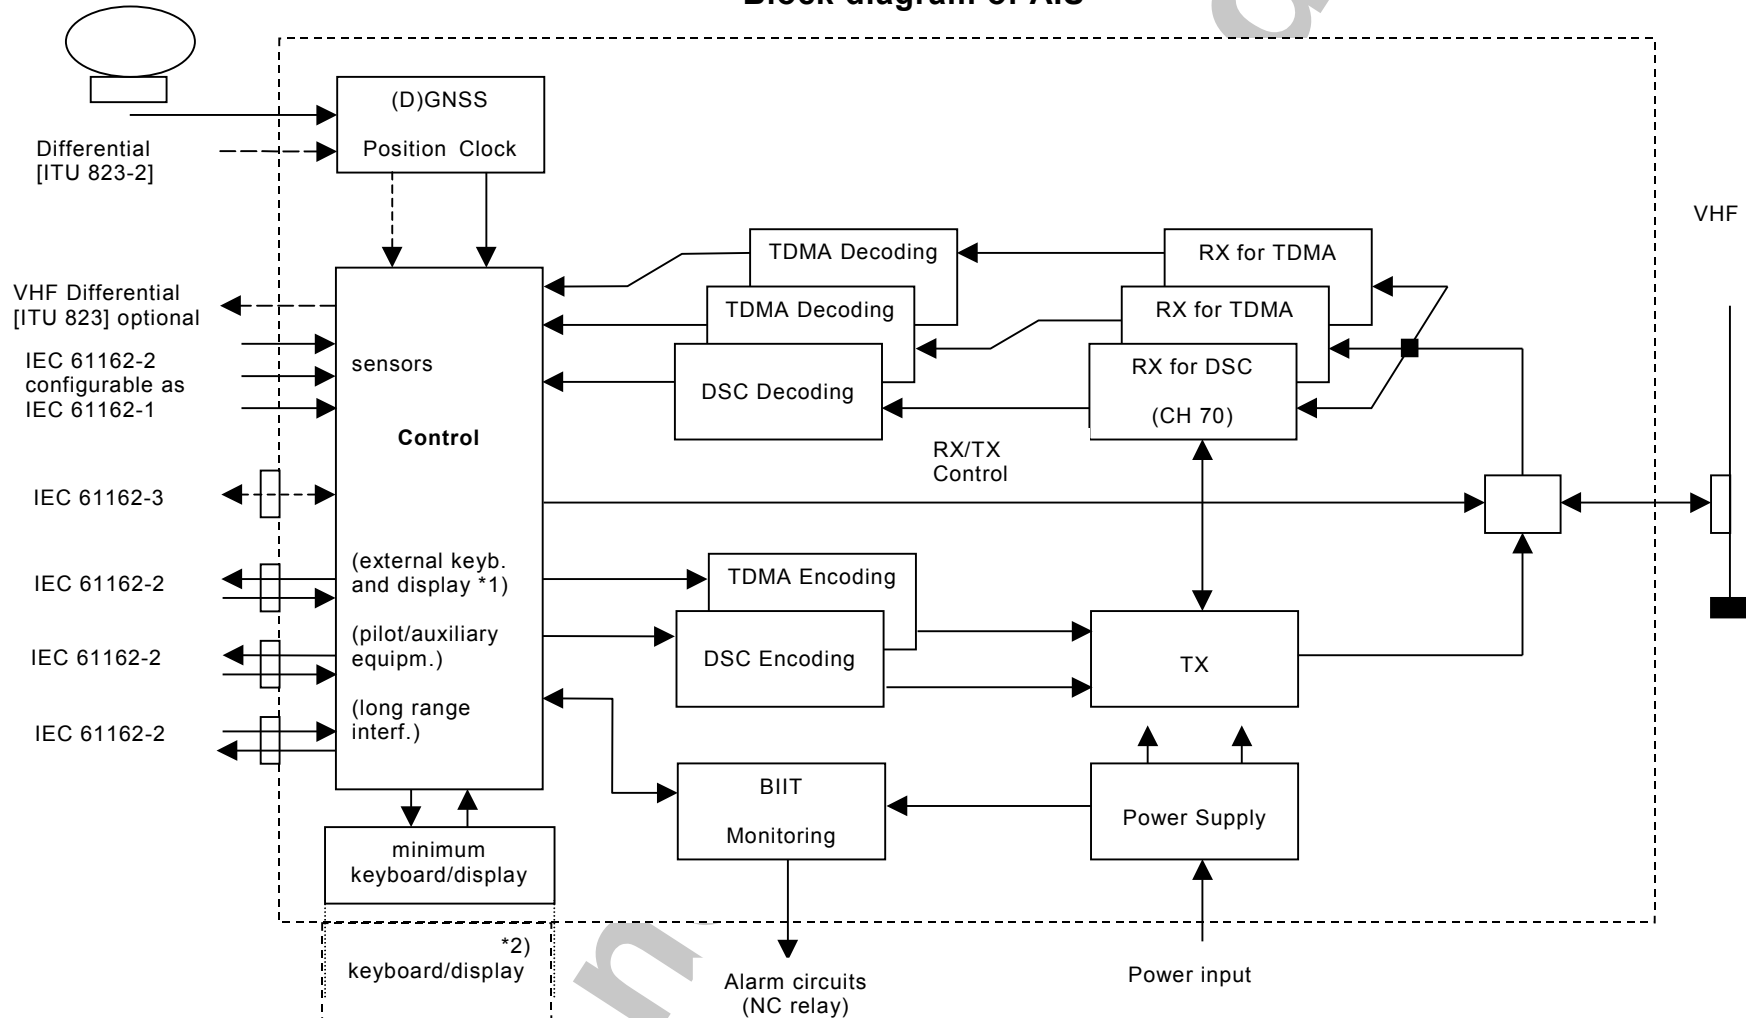 (D)GNSS
Position Clock
Differential
[ITU 823-2]
VHF
TDMA Decoding
RX for TDMA
VHF Differential
[ITU 823] optional
TDMA Decoding
RX for TDMA
IEC 61162-2
configurable as
IEC 61162-1
sensors
DSC Decoding
RX for DSC
(CH 70)
Control
RX/TX
Control
IEC 61162-3
(external keyb.
and display *1)
IEC 61162-2
TDMA Encoding
(pilot/auxiliary
equipm.)
IEC 61162-2
DSC Encoding
TX
(long range
interf.)
IEC 61162-2
BIIT
Monitoring
Power Supply
minimum
keyboard/display
*2)
keyboard/display
Alarm circuits
(NC relay)
Power input